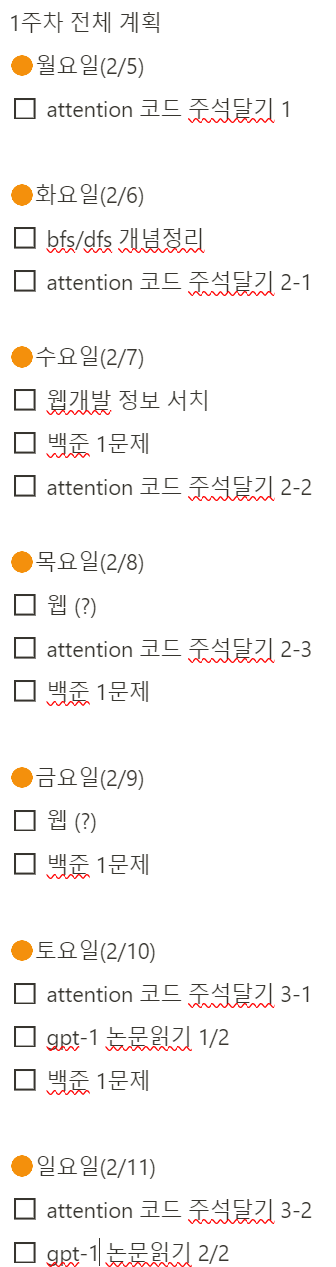 1주차 전체 계획
월요일(2/5)
attention 코드 주석달기 1
화요일(2/6)
bfs/dfs 개념정리
attention 코드 주석달기 2-1
수요일(2/7)
웹개발 정보 서치
백준 1문제
attention 코드 주석달기 2-2
목요일(2/8)
웹 (?)
attention 코드 주석달기 2-3
백준 1문제
금요일(2/9)
웹 (?)
백준 1문제
토요일(2/10)
attention 코드 주석달기 3-1
gpt-1 논문읽기 1/2
백준 1문제
일요일(2/11)
attention 코드 주석달기 3-2
gpt-1 논문읽기 2/2